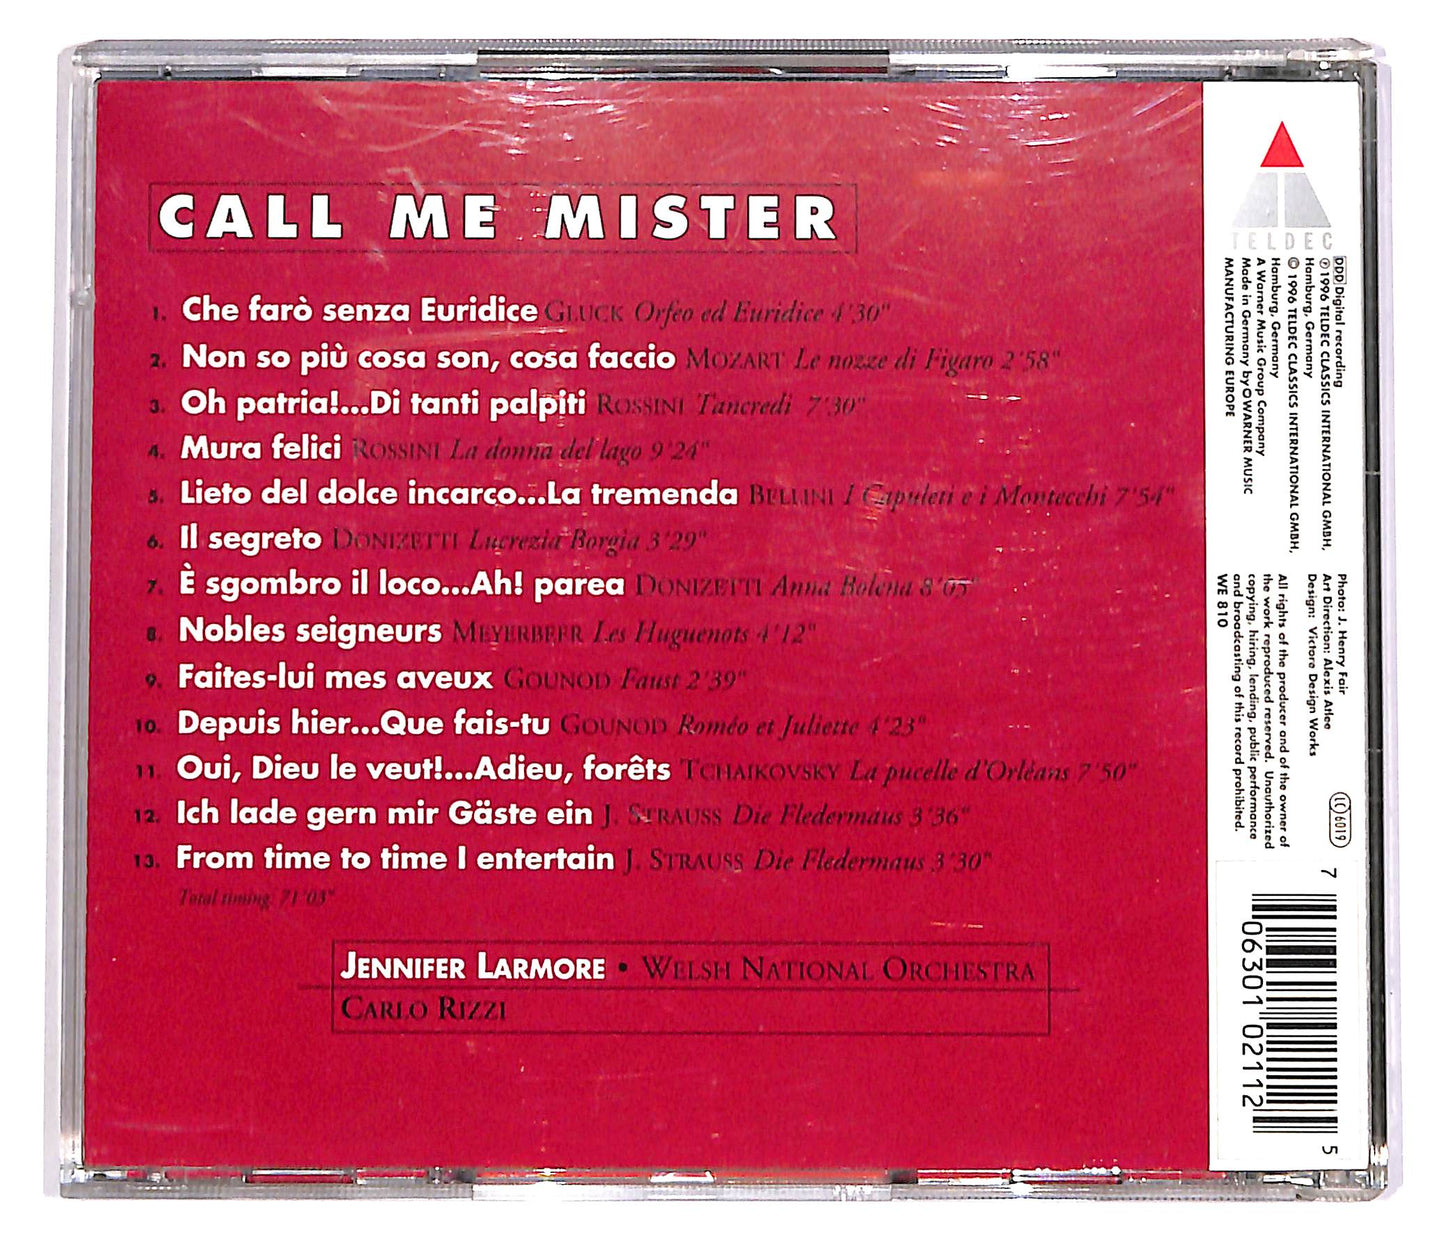 CALL ME MISTER
1. Che farò senza Euridice GLUCK Orfeo ed Euridice 4'30"
2. Non so più cosa son, cosa faccio MOZART Le nozze di Figaro 2'58"
3. Oh patria!...Di tanti palpiti ROSSINI Tancredi 7'30"
4. Mura felici ROSSINI La donna del lago 9'24"
5. Lieto del dolce incarco...La tremenda BELLINI I Capuleti e i Montecchi 7'54"
6. Il segreto DONIZETTI Lucrezia Borgia 3'29"
7. È sgombro il loco...Ah! parea DONIZETTI Anna Bolena 8'05"
8. Nobles seigneurs MEYERBEER Les Huguenots 4'12"
9. Faites-lui mes aveux GOUNOD Faust 2'39"
10. Depuis hier...Que fais-tu GOUNOD Roméo et Juliette 4'23"
11. Oui, Dieu le veut!...Adieu, forêts TCHAIKOVSKY La pucelle d'Orléans 7'50"
12. Ich lade gern mir Gäste ein J. STRAUSS Die Fledermaus 3'36"
13. From time to time I entertain J. STRAUSS Die Fledermaus 3'30"
Total timing 71'03"
JENNIFER LARMORE • WELSH NATIONAL ORCHESTRA
CARLO RIZZI
TELDEC
DDD Digital recording
℗ 1996 TELDEC CLASSICS INTERNATIONAL GMBH,
Hamburg, Germany
© 1996 TELDEC CLASSICS INTERNATIONAL GMBH,
Hamburg, Germany
A Warner Music Group Company
Made in Germany by OWARNER MUSIC
MANUFACTURING EUROPE
Photo: J. Henry Fair
Art Direction: Alexis Atlee
Design: Victore Design Works
All rights of the producer and of the owner of
the work reproduced reserved. Unauthorized
copying, hiring, lending, public performance
and broadcasting of this record prohibited.
WE 810
LC 6019
7 06301 02112 5